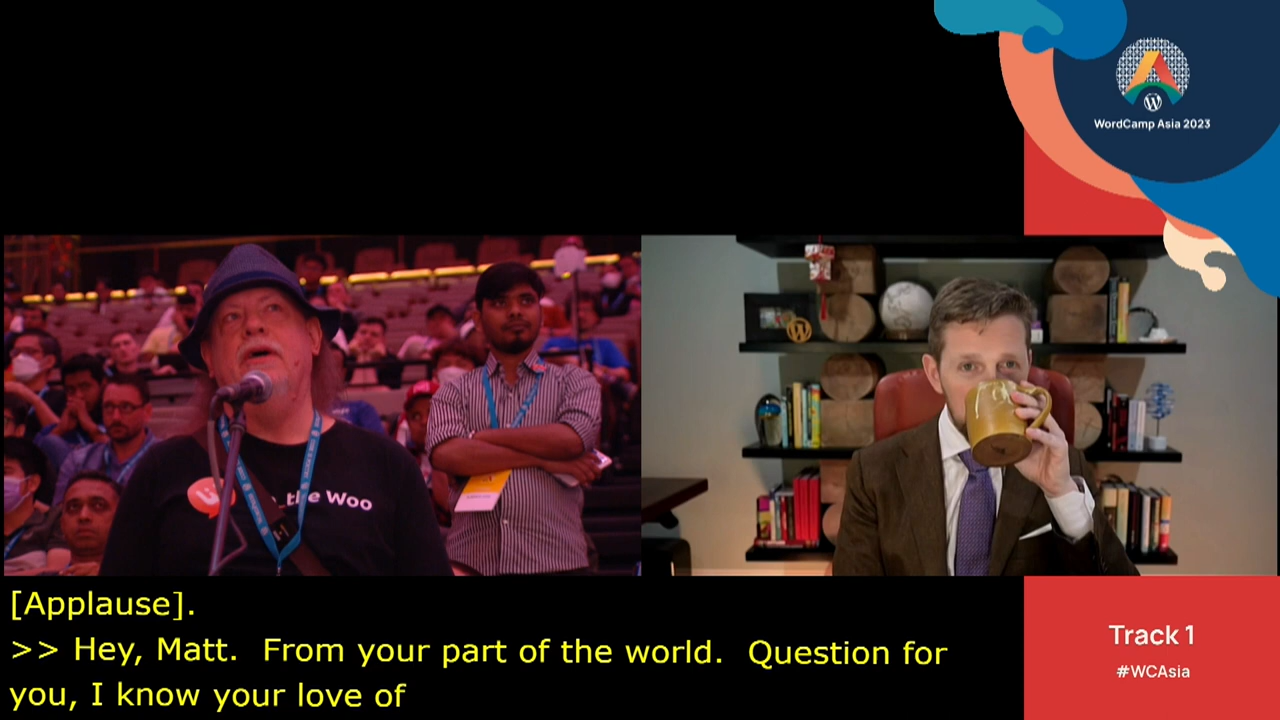 WordCamp Asia 2023
the Woo
[Applause].
>> Hey, Matt.  From your part of the world.  Question for
you, I know your love of
Track 1
#WCAsia